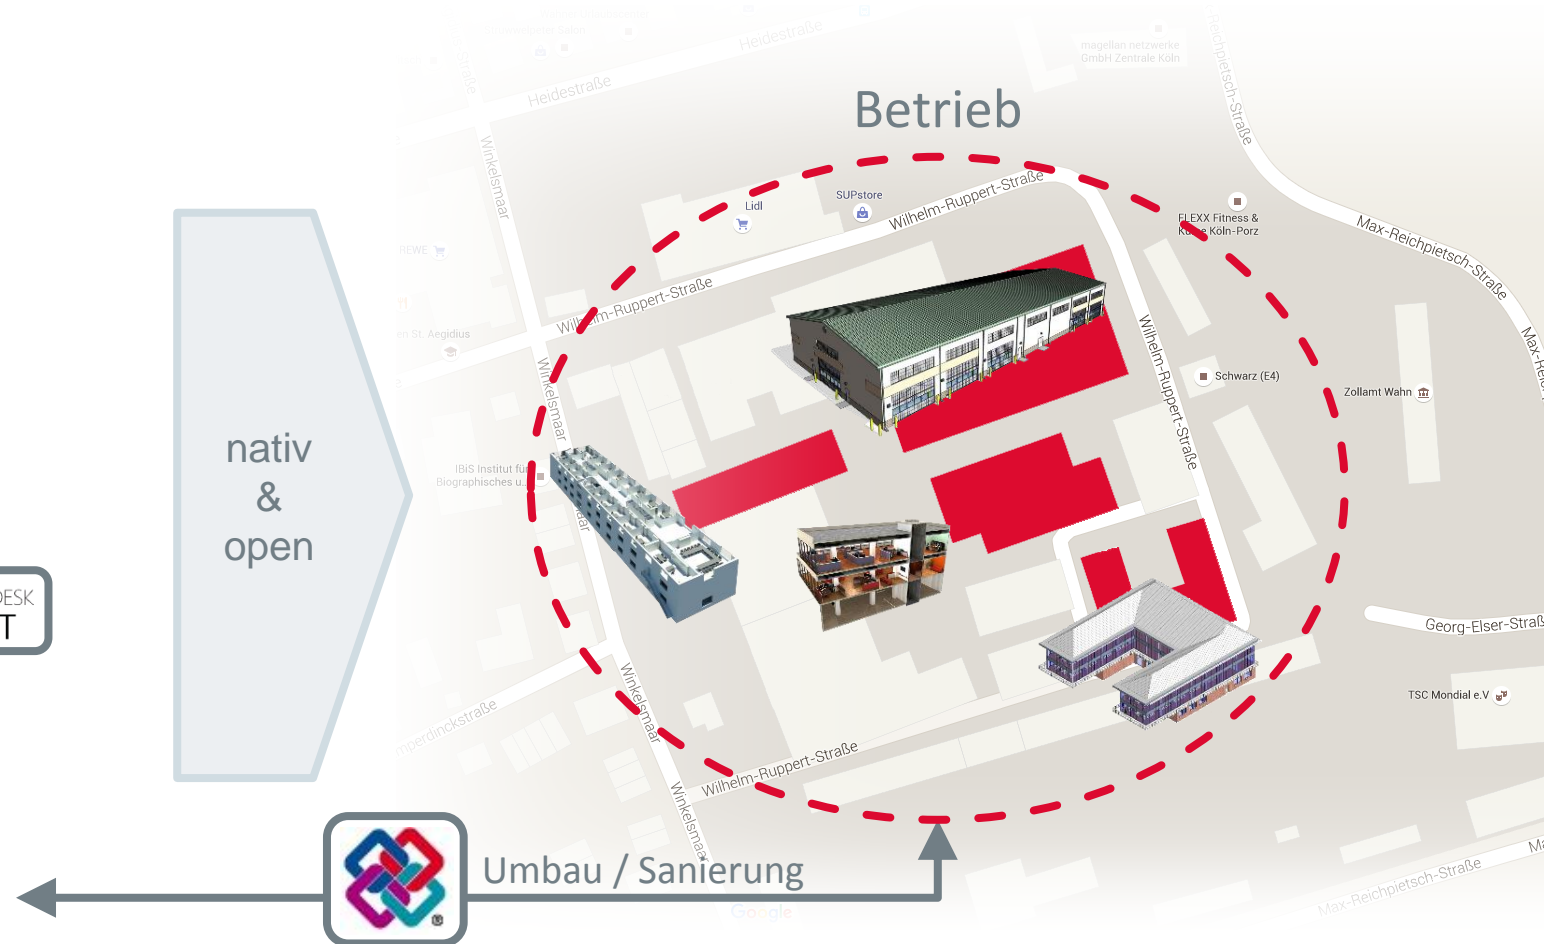 Heidestraße
magellan netzwerke
GmbH Zentrale Köln
Heidestraße
Betrieb
Winkelsmaar
Wilhelm-Ruppert-Straße
SUPstore
Lidl
FLEXX Fitness &
Köln-Porz
Max-Reichpietsch-Straße
REWE
Wilhelm-Ruppert-Straße
en St. Aegidius
Winkelsmaar
Wilhelm-Ruppert-Straße
Schwarz (E4)
Zollamt Wahn
nativ
&
open
IBiS Institut für
Biographisches u...
DESK
T
Georg-Elser-Straß
Winkelsmaar
TSC Mondial e.V
mperdinckstraße
Wilhelm-Ruppert-Straße
Winkelsmaar
Umbau / Sanierung
Max-Reichpietsch-Straße
Google